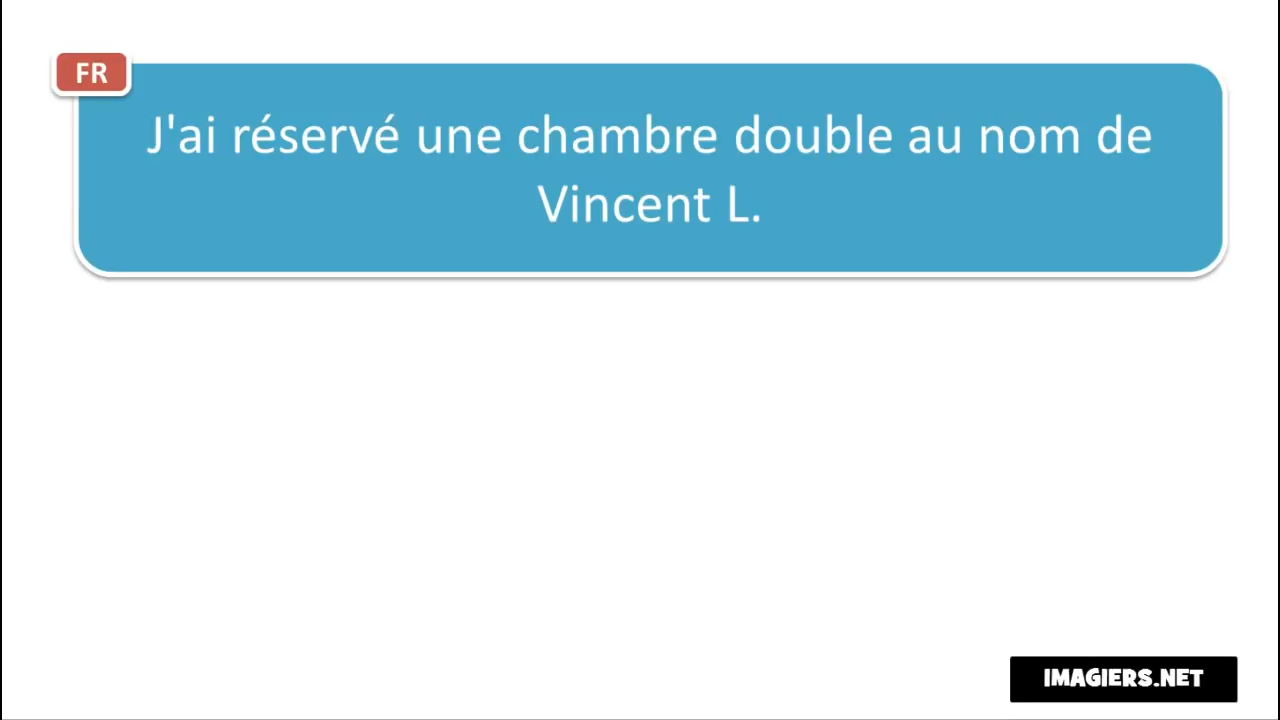 FR
J'ai réservé une chambre double au nom de
Vincent L.
IMAGIERS.NET